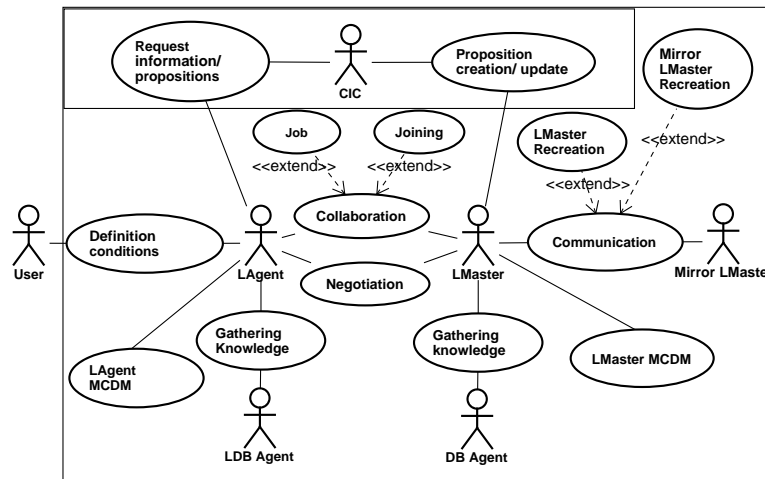 Request
information/
propositions
CIC
Proposition
creation/ update
Mirror
LMaster
Recreation
Job
Joining
LMaster
Recreation
<<extend>>
<<extend>>
<<extend>>
<<extend>>
User
Definition
conditions
LAgent
Collaboration
Negotiation
LMaster
Communication
Mirror LMaster
Gathering
Knowledge
Gathering
knowledge
LAgent
MCDM
LMaster MCDM
LDB Agent
DB Agent